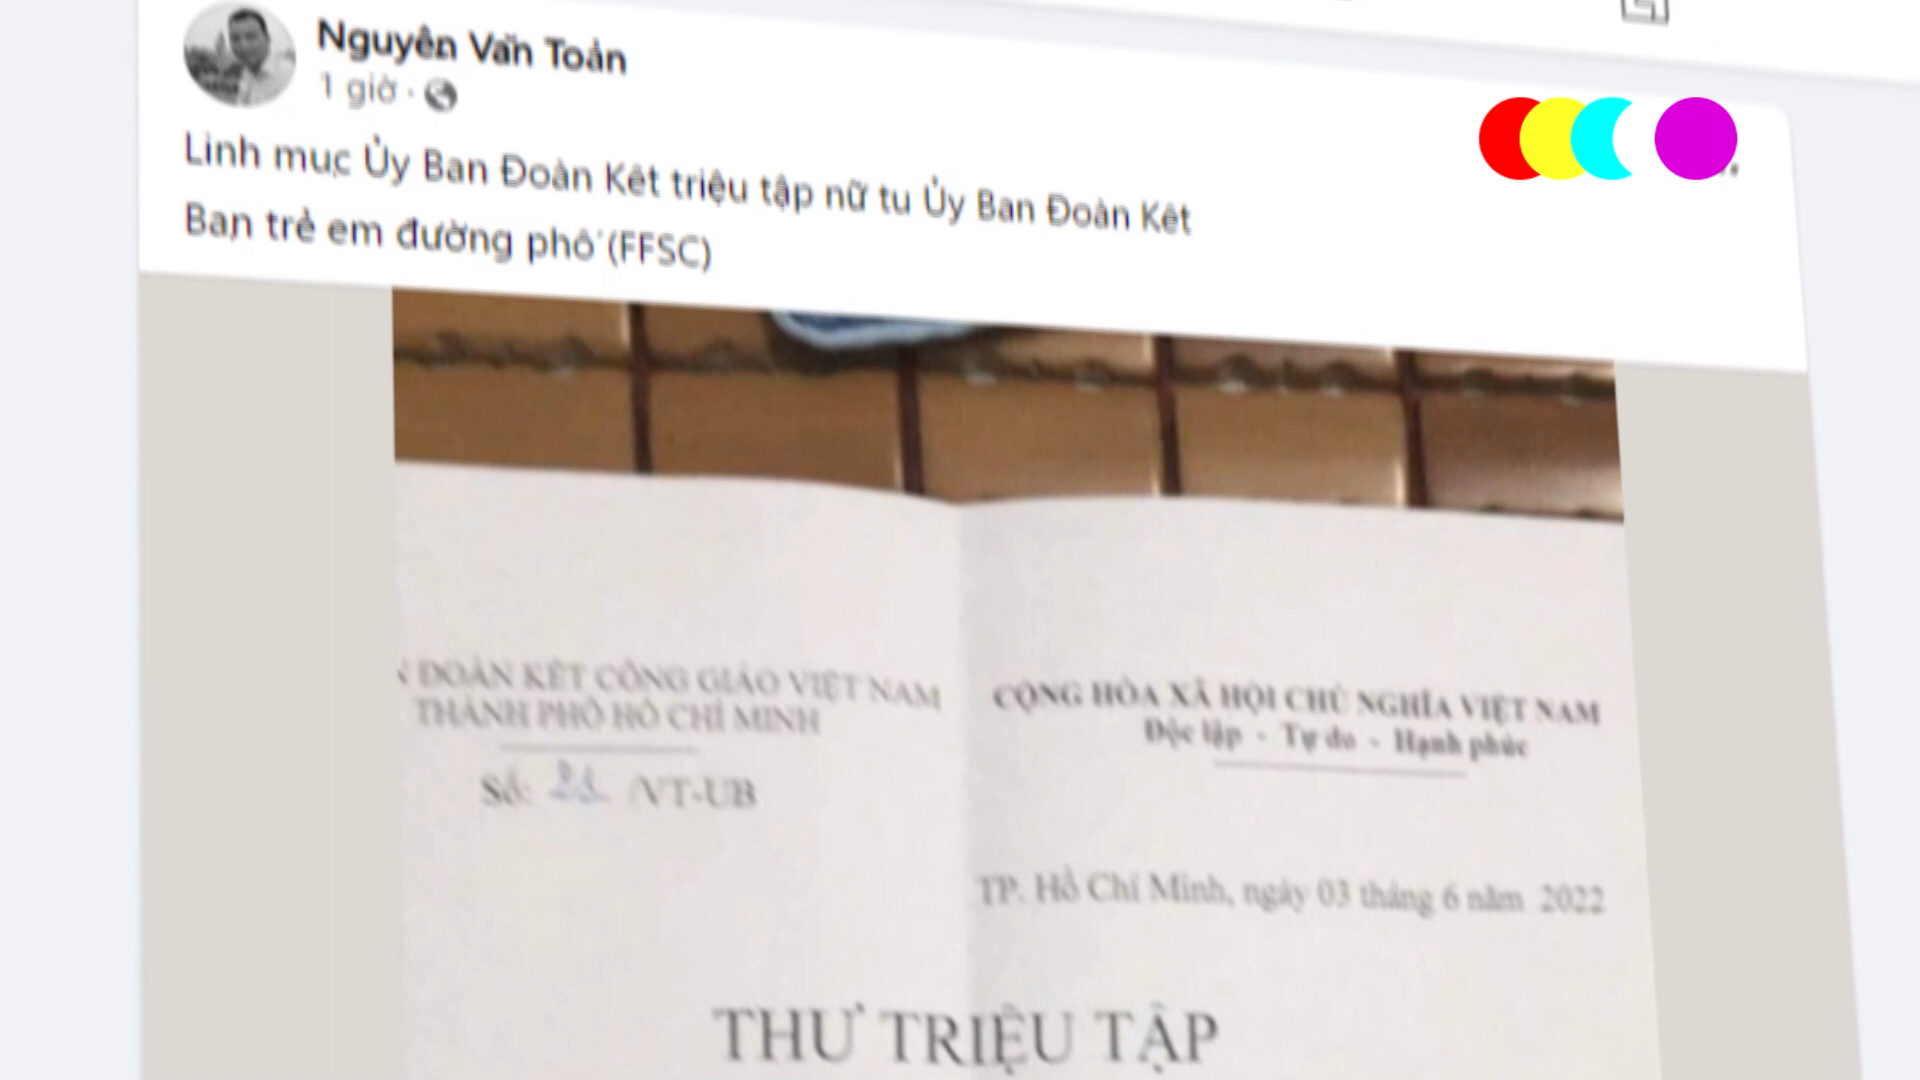 Nguyễn Văn Toản
1 giờ ·
Linh mục Ủy Ban Đoàn Kết triệu tập nữ tu Ủy Ban Đoàn Kết
Bạn trẻ em đường phố (FFSC)
ĐOÀN KẾT CÔNG GIÁO VIỆT NAM
THÀNH PHỐ HỒ CHÍ MINH
CỘNG HÒA XÃ HỘI CHỦ NGHĨA VIỆT NAM
Độc lập - Tự do - Hạnh phúc
Số: /VT-UB
TP. Hồ Chí Minh, ngày 03 tháng 6 năm 2022
THƯ TRIỆU TẬP